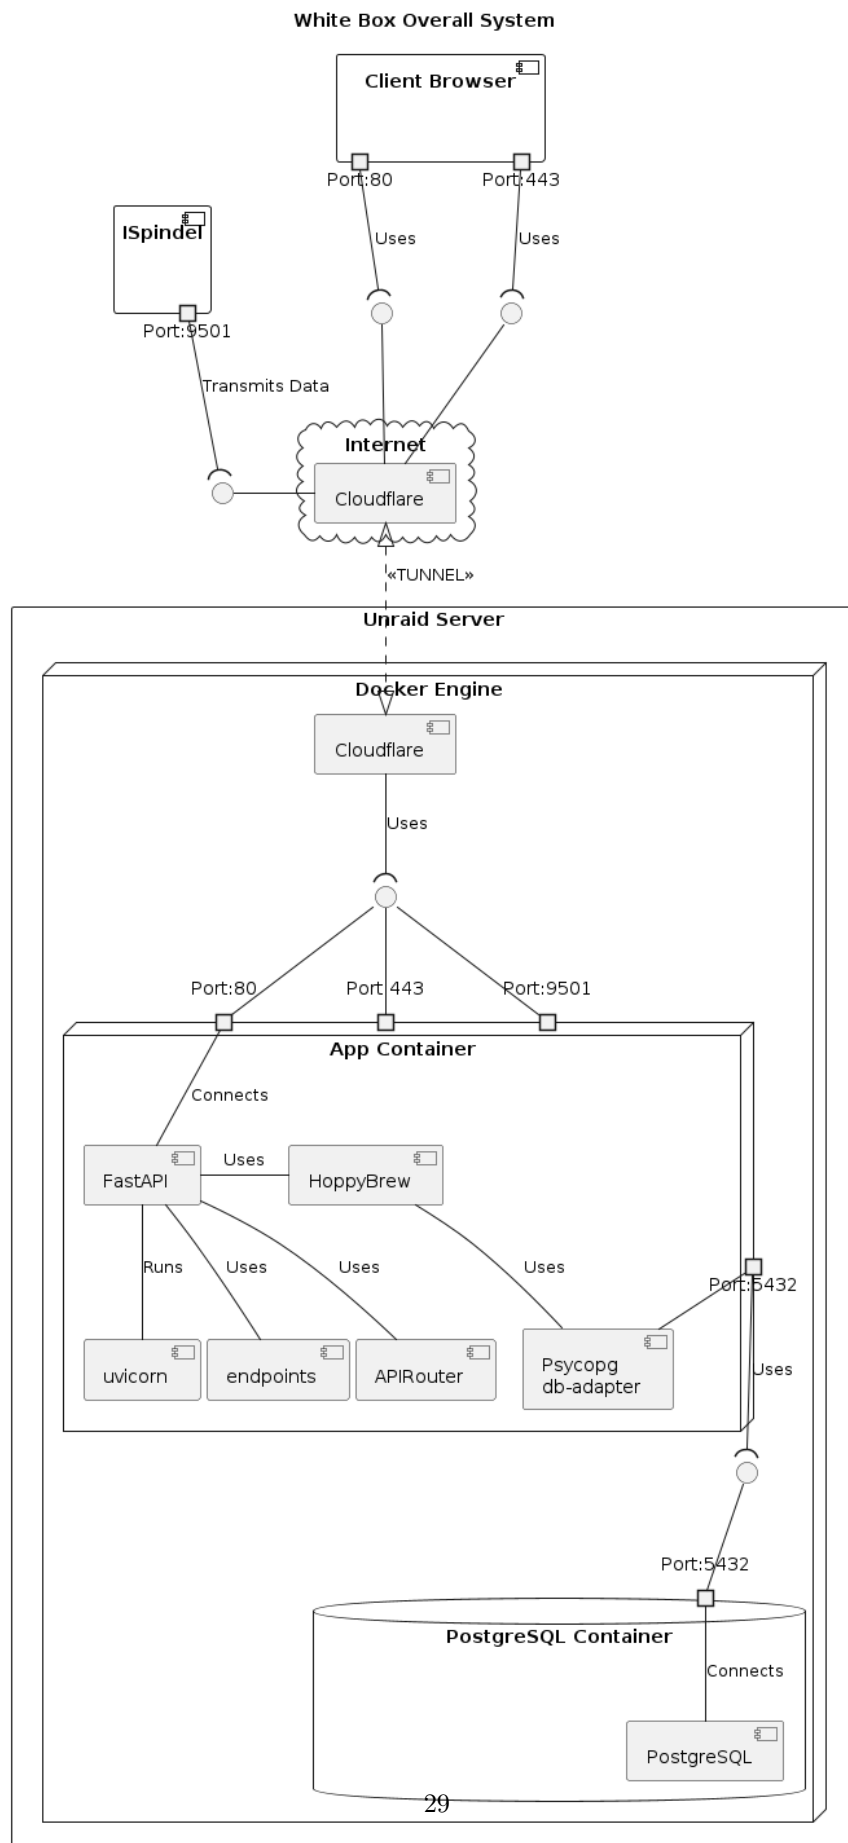 White Box Overall System
Client Browser
Port:80
Port:443
ISpindel
Uses
Uses
Port:9501
Transmits Data
Internet
Cloudflare
«TUNNEL»
Unraid Server
Docker Engine
Cloudflare
Uses
Port:80
Port 443
Port:9501
App Container
Connects
FastAPI
Uses
HoppyBrew
Runs
Uses
Uses
Uses
Port:5432
uvicorn
endpoints
APIRouter
Psycopg
db-adapter
Uses
Port:5432
PostgreSQL Container
Connects
PostgreSQL
29